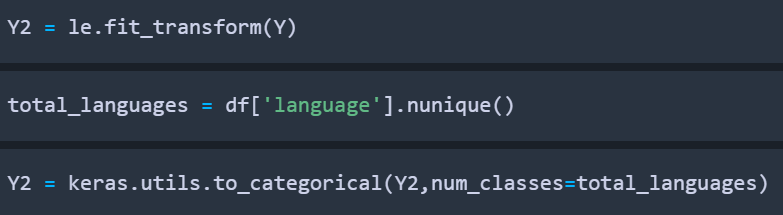 Y2 = le.fit_transform(Y)
total_languages = df['language'].nunique()
Y2 = keras.utils.to_categorical(Y2,num_classes=total_languages)